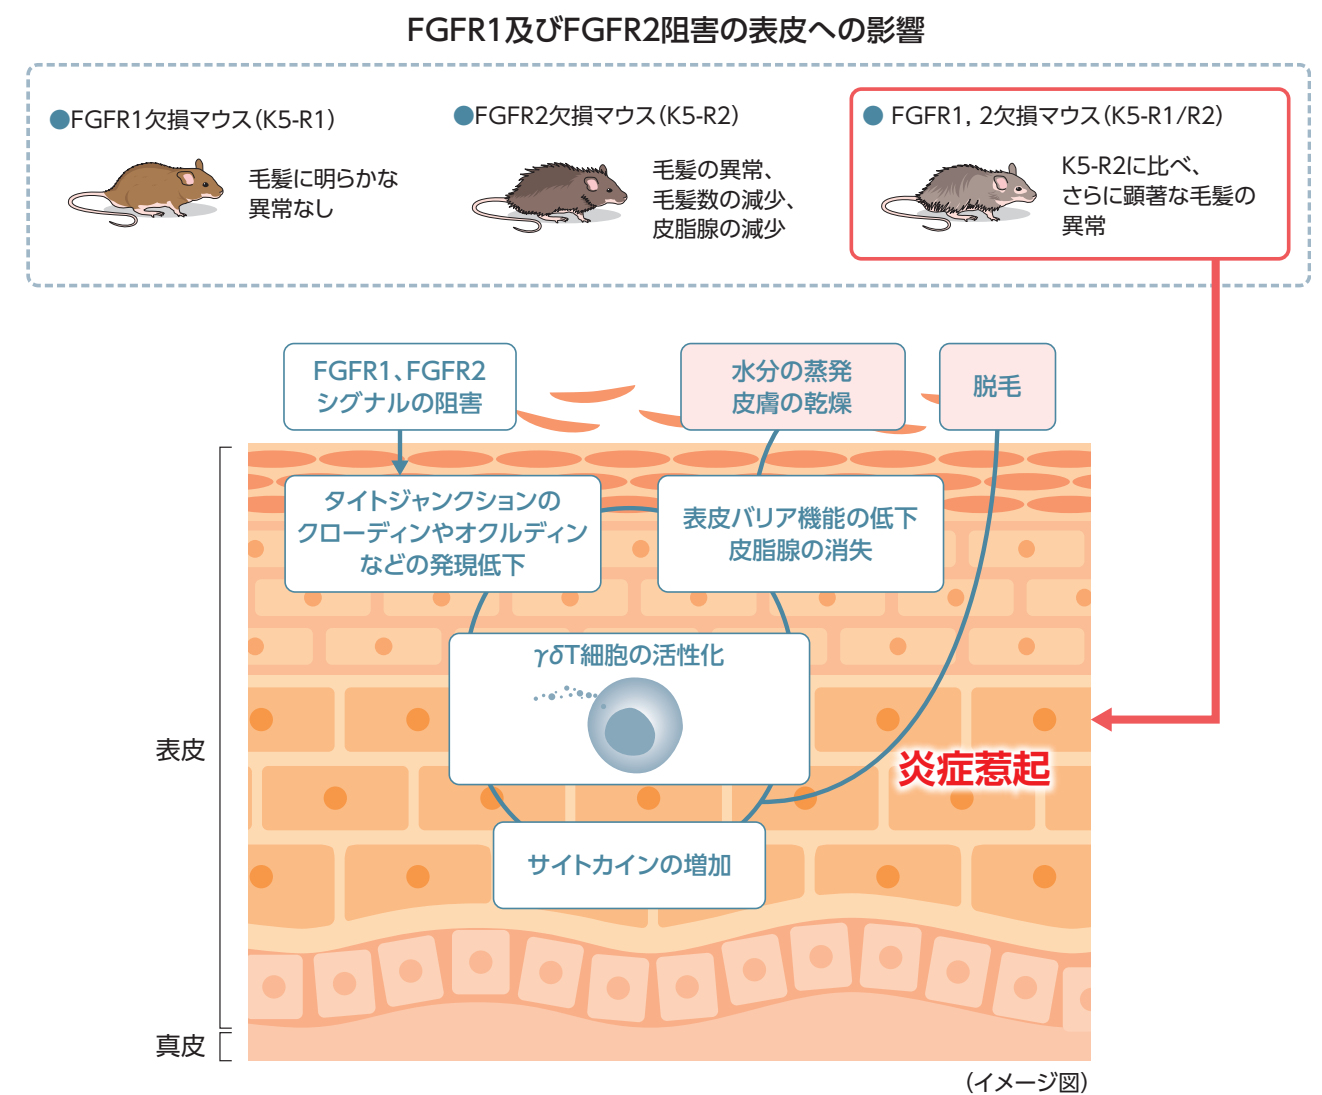 FGFR1及びFGFR2阻害の表皮への影響
●FGFR1欠損マウス（K5-R1）
毛髪に明らかな
異常なし
●FGFR2欠損マウス（K5-R2）
毛髪の異常、
毛髪数の減少、
皮脂腺の減少
● FGFR1, 2欠損マウス（K5-R1/R2）
K5-R2に比べ、
さらに顕著な毛髪の
異常
FGFR1、FGFR2
シグナルの阻害
水分の蒸発
皮膚の乾燥
脱毛
タイトジャンクションの
クローディンやオクルディン
などの発現低下
表皮バリア機能の低下
皮脂腺の消失
γδT細胞の活性化
炎症惹起
サイトカインの増加
表皮
真皮
（イメージ図）